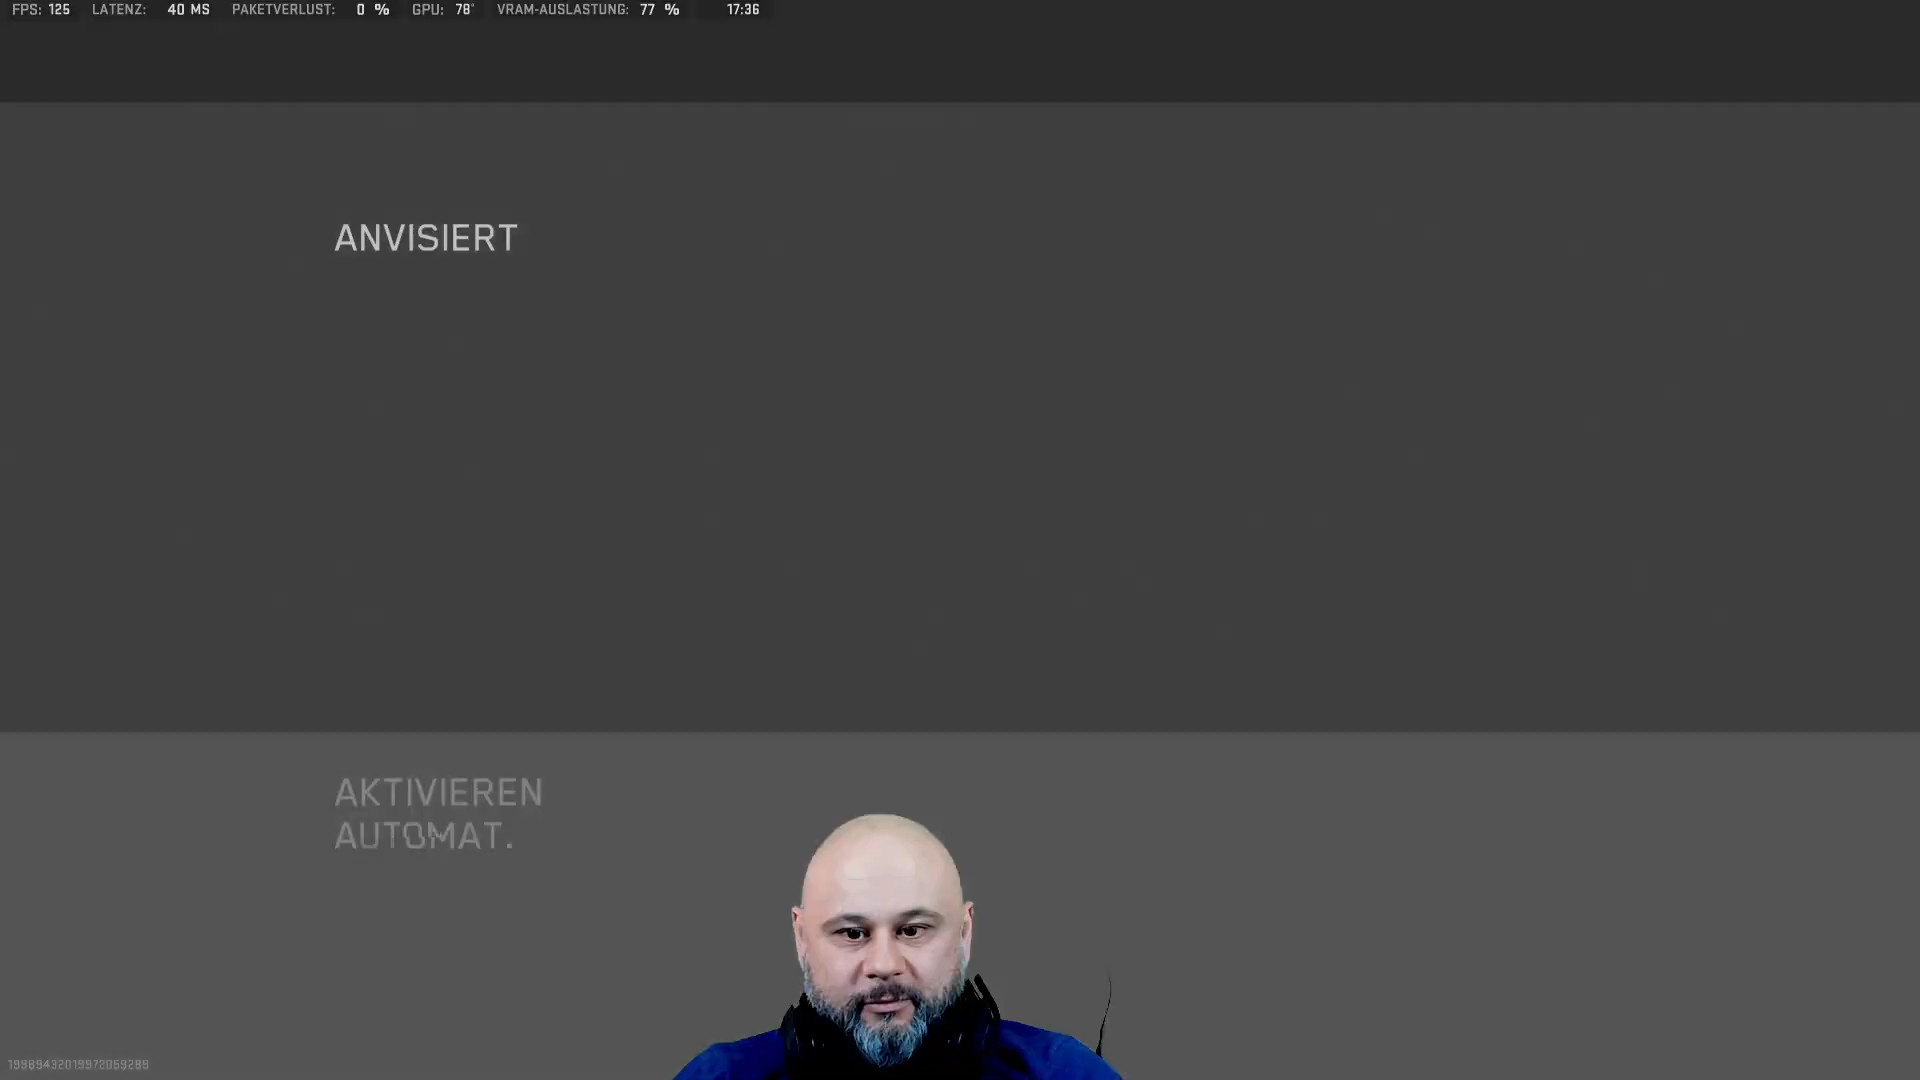 FPS: 125 LATENZ: 40 MS PAKETVERLUST: 0 % GPU: 78° VRAM-AUSLASTUNG: 77 % 17:36
ANVISIERT
AKTIVIEREN
AUTOMAT.